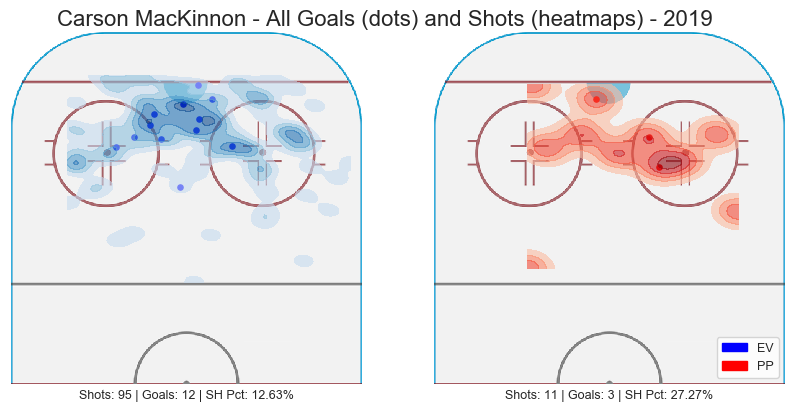 Carson MacKinnon - All Goals (dots) and Shots (heatmaps) - 2019
EV
PP
Shots: 95 | Goals: 12 | SH Pct: 12.63%
Shots: 11 | Goals: 3 | SH Pct: 27.27%